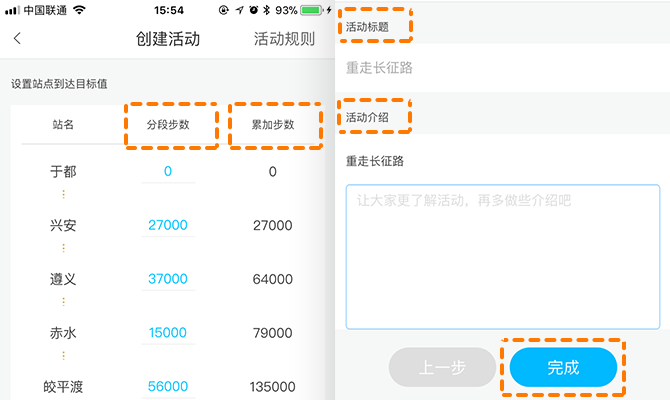 中国联通 15:54 93%
创建活动 活动规则
设置站点到达目标值
站名 分段步数 累加步数
于都 0 0
兴安 27000 27000
遵义 37000 64000
赤水 15000 79000
皎平渡 56000 135000
活动标题
重走长征路
活动介绍
重走长征路
让大家更了解活动，再多做些介绍吧
上一步 完成